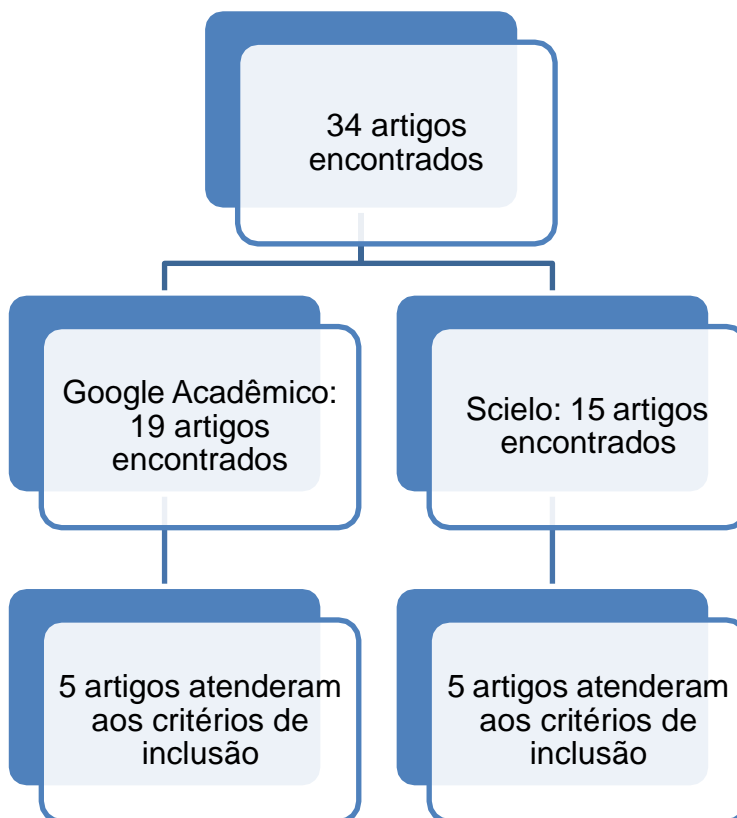 34 artigos
encontrados
Google Acadêmico:
19 artigos
encontrados
Scielo: 15 artigos
encontrados
5 artigos atenderam
aos critérios de
inclusão
5 artigos atenderam
aos critérios de
inclusão